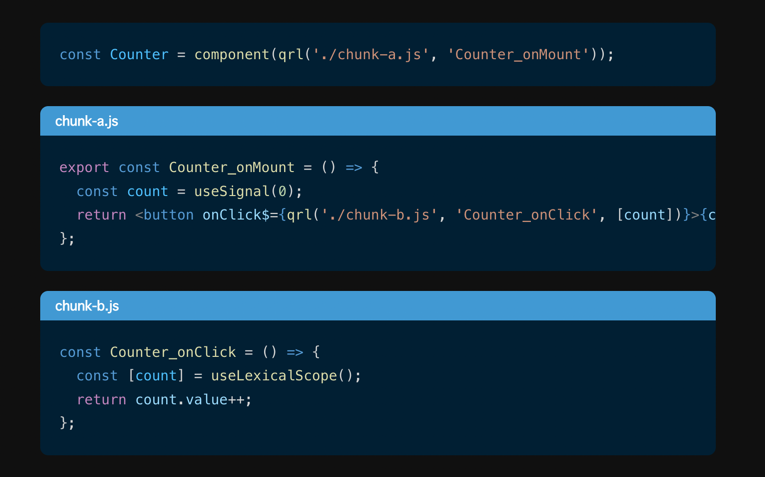 const Counter = component(qrl('./chunk-a.js', 'Counter_onMount'));
chunk-a.js
export const Counter_onMount = () => {
  const count = useSignal(0);
  return <button onClick$={qrl('./chunk-b.js', 'Counter_onClick', [count])}>{c
};
chunk-b.js
const Counter_onClick = () => {
  const [count] = useLexicalScope();
  return count.value++;
};